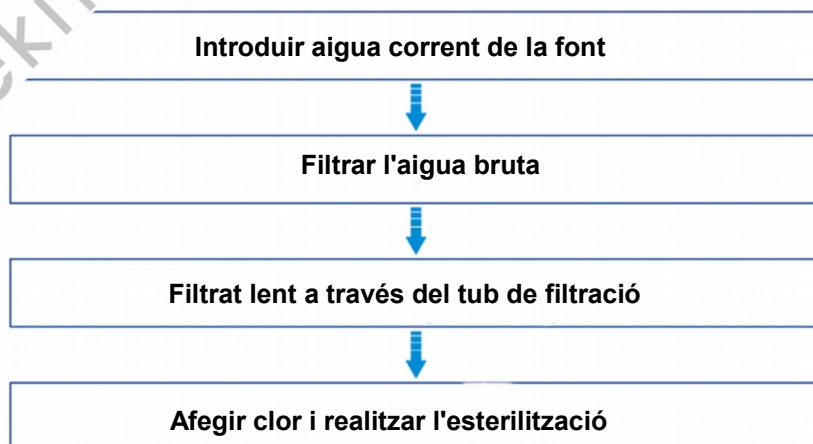 Introduir aigua corrent de la font
Filtrar l'aigua bruta
Filtrat lent a través del tub de filtració
Afegir clor i realitzar l'esterilització